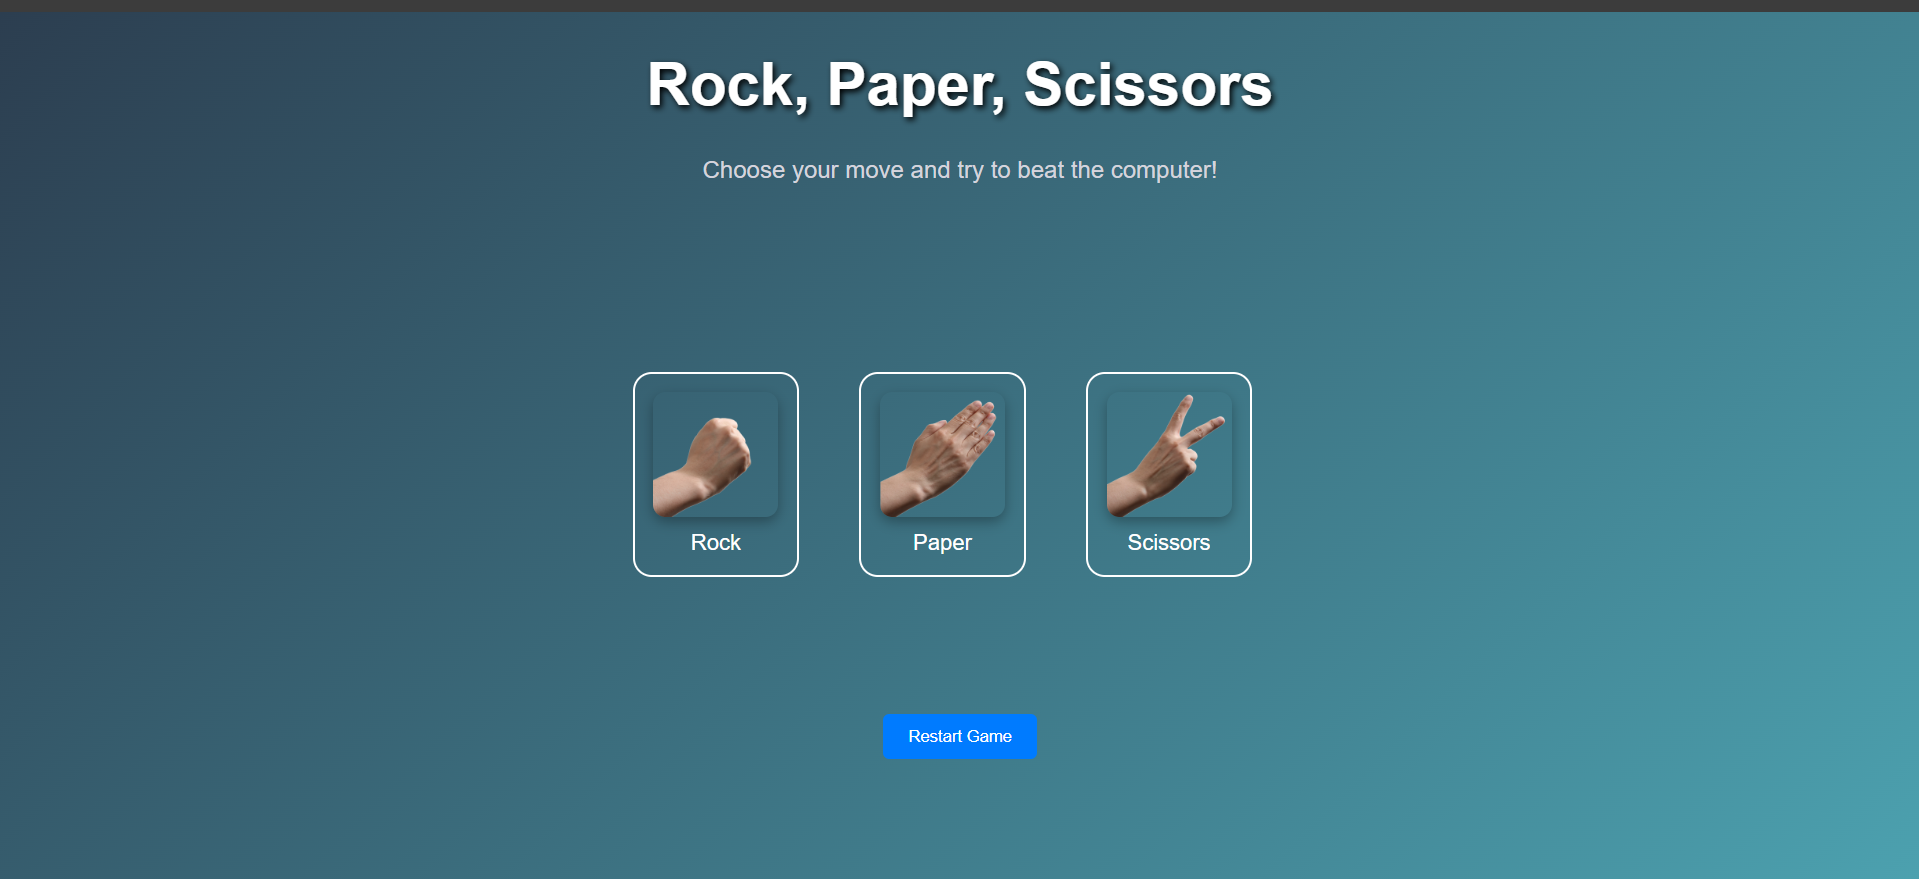 Rock, Paper, Scissors
Choose your move and try to beat the computer!
Rock
Paper
Scissors
Restart Game